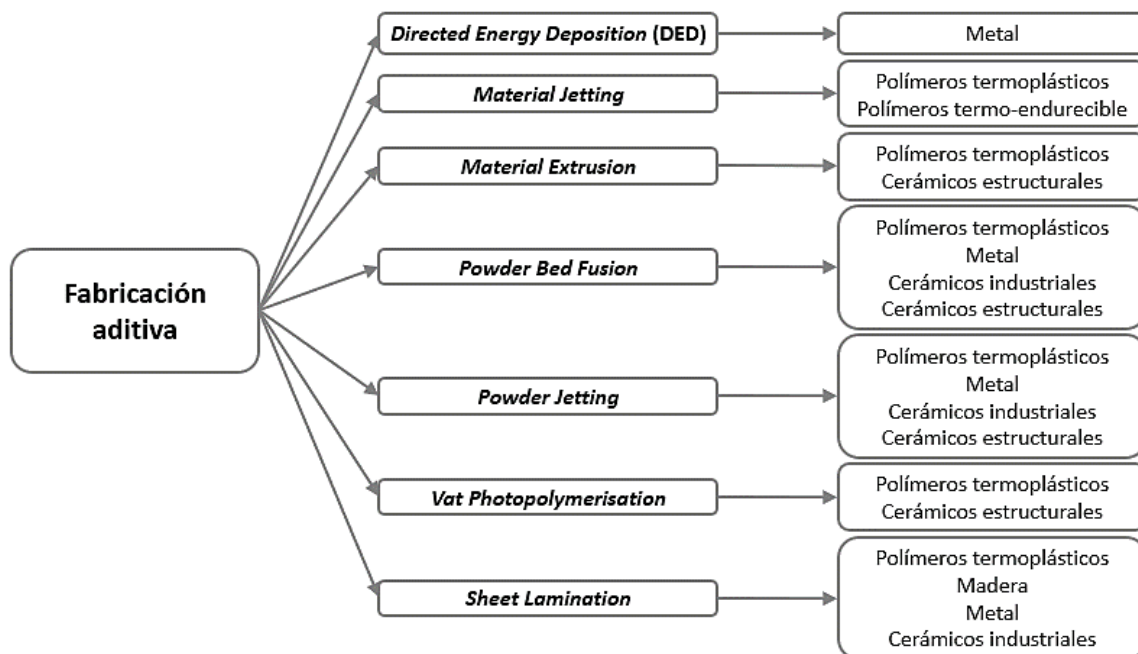 Fabricación
aditiva
Directed Energy Deposition (DED)
Metal
Material Jetting
Polímeros termoplásticos
Polímeros termo-endurecible
Material Extrusion
Polímeros termoplásticos
Cerámicos estructurales
Powder Bed Fusion
Polímeros termoplásticos
Metal
Cerámicos industriales
Cerámicos estructurales
Powder Jetting
Polímeros termoplásticos
Metal
Cerámicos industriales
Cerámicos estructurales
Vat Photopolymerisation
Polímeros termoplásticos
Cerámicos estructurales
Sheet Lamination
Polímeros termoplásticos
Madera
Metal
Cerámicos industriales